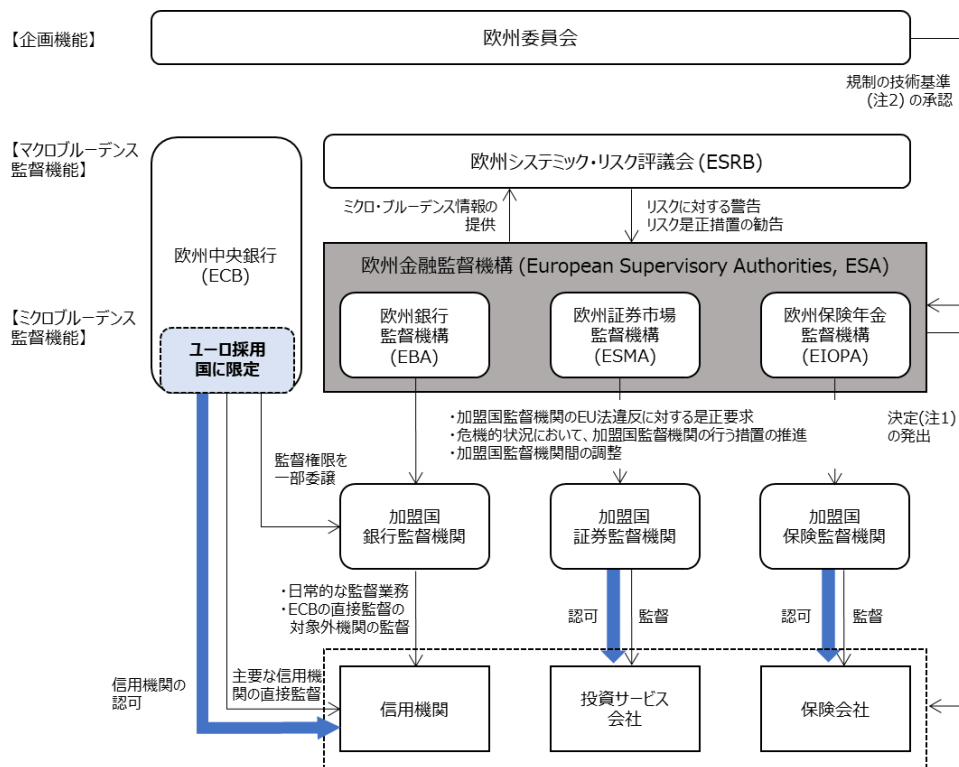 【企画機能】
欧州委員会
規制の技術基準
(注2) の承認
【マクロブルーデンス
監督機能】
欧州システミック・リスク評議会 (ESRB)
ミクロ・ブルーデンス情報の
提供
リスクに対する警告
リスク是正措置の勧告
欧州中央銀行
(ECB)
欧州金融監督機構 (European Supervisory Authorities, ESA)
【ミクロブルーデンス
監督機能】
欧州銀行
監督機構
(EBA)
欧州証券市場
監督機構
(ESMA)
欧州保険年金
監督機構
(EIOPA)
ユーロ採用
国に限定
・加盟国監督機関のEU法違反に対する是正要求
・危機的状況において、加盟国監督機関の行う措置の推進
・加盟国監督機関間の調整
決定(注1)
の発出
監督権限を
一部委譲
加盟国
銀行監督機関
加盟国
証券監督機関
加盟国
保険監督機関
・日常的な監督業務
・ECBの直接監督の
対象外機関の監督
認可
監督
認可
監督
信用機関の
認可
主要な信用機
関の直接監督
信用機関
投資サービス
会社
保険会社